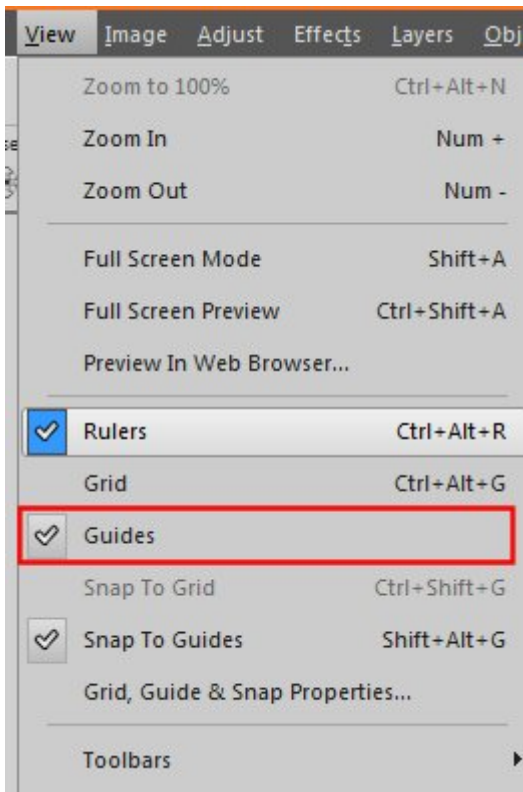 View Image Adjust Effects Layers Obj
Zoom to 100% Ctrl+Alt+N
se
Zoom In Num +
Zoom Out Num -
Full Screen Mode Shift+A
Full Screen Preview Ctrl+Shift+A
Preview In Web Browser...
Rulers Ctrl+Alt+R
Grid Ctrl+Alt+G
Guides
Snap To Grid Ctrl+Shift+G
Snap To Guides Shift+Alt+G
Grid, Guide & Snap Properties...
Toolbars